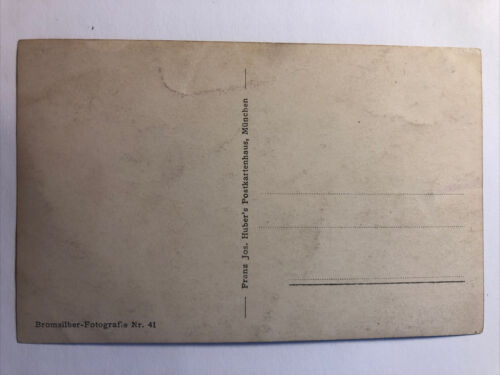 Bromsilber-Fotografie Nr. 41
Franz Jos. Huber's Postkartenhaus, München